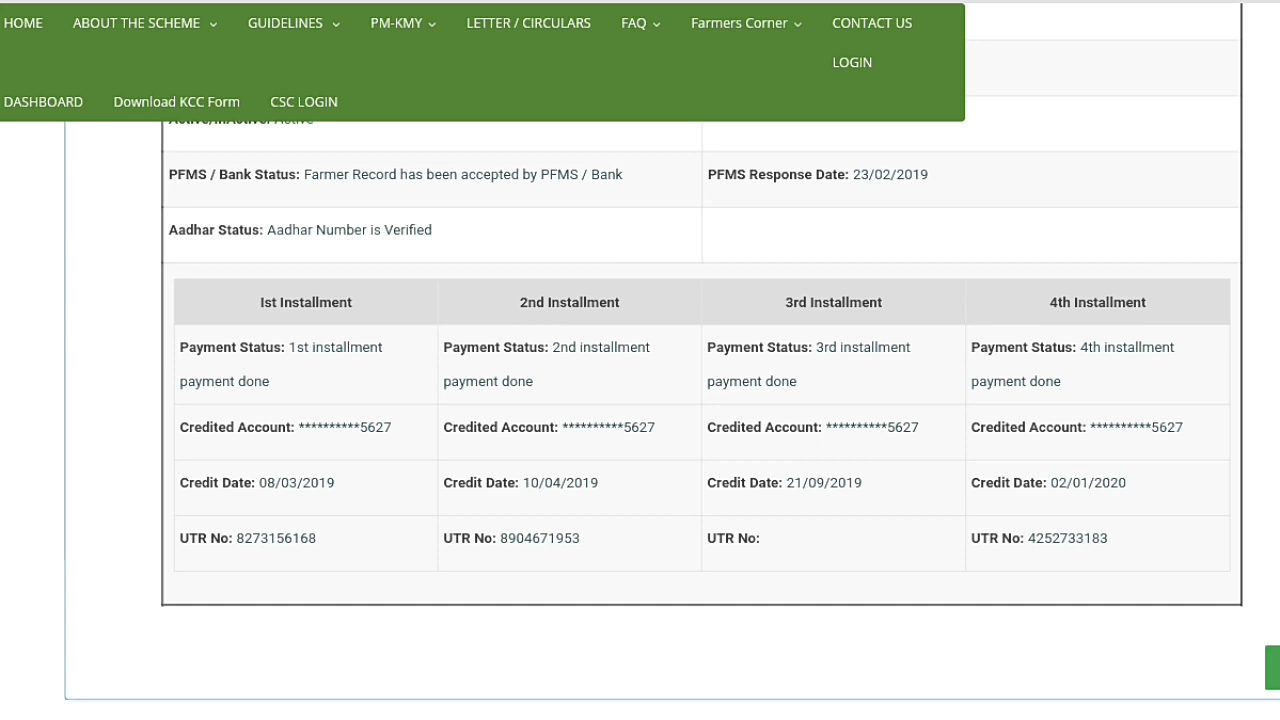 HOME ABOUT THE SCHEME GUIDELINES PM-KMY LETTER / CIRCULARS FAQ Farmers Corner CONTACT US
LOGIN
DASHBOARD Download KCC Form CSC LOGIN
Active/InActive: Active
PFMS / Bank Status: Farmer Record has been accepted by PFMS / Bank PFMS Response Date: 23/02/2019
Aadhar Status: Aadhar Number is Verified
Ist Installment 2nd Installment 3rd Installment 4th Installment
Payment Status: 1st installment Payment Status: 2nd installment Payment Status: 3rd installment Payment Status: 4th installment
payment done payment done payment done payment done
Credited Account: **********5627 Credited Account: **********5627 Credited Account: **********5627 Credited Account: **********5627
Credit Date: 08/03/2019 Credit Date: 10/04/2019 Credit Date: 21/09/2019 Credit Date: 02/01/2020
UTR No: 8273156168 UTR No: 8904671953 UTR No: UTR No: 4252733183